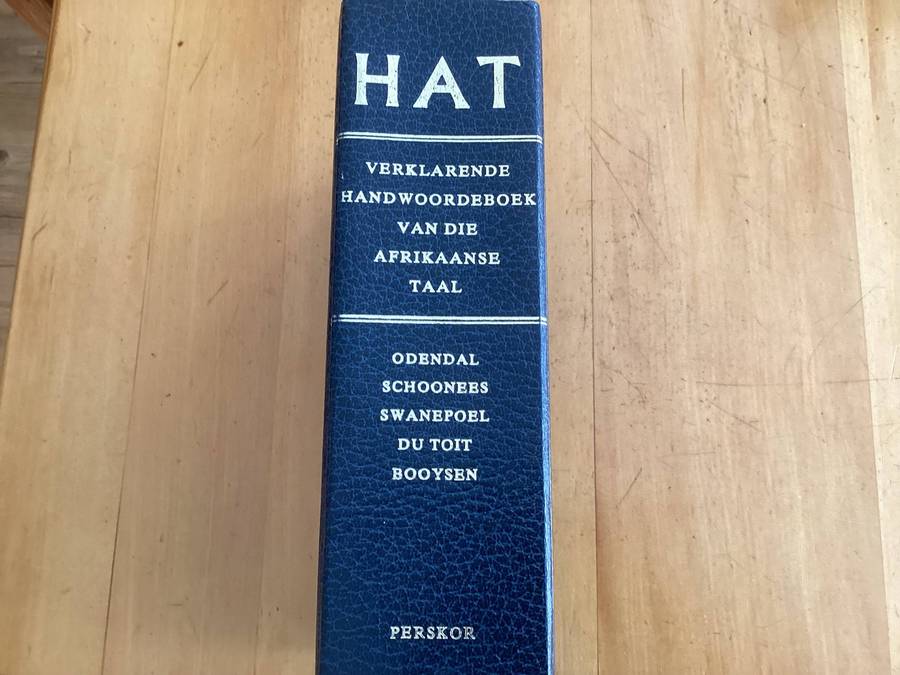 HAT
VERKLARENDE
HANDWOORDEBOEK
VAN DIE
AFRIKAANSE
TAAL
ODENDAL
SCHOONEES
SWANEPOEL
DU TOIT
BOOYSEN
PERSKOR